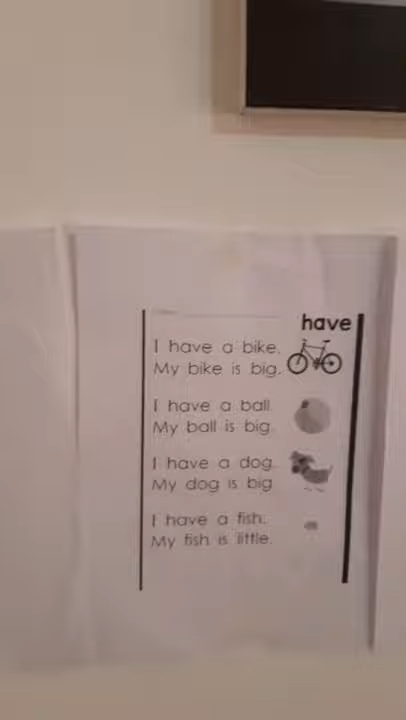 have
I have a bike.
My bike is big.
I have a ball.
My ball is big.
I have a dog.
My dog is big.
I have a fish.
My fish is little.